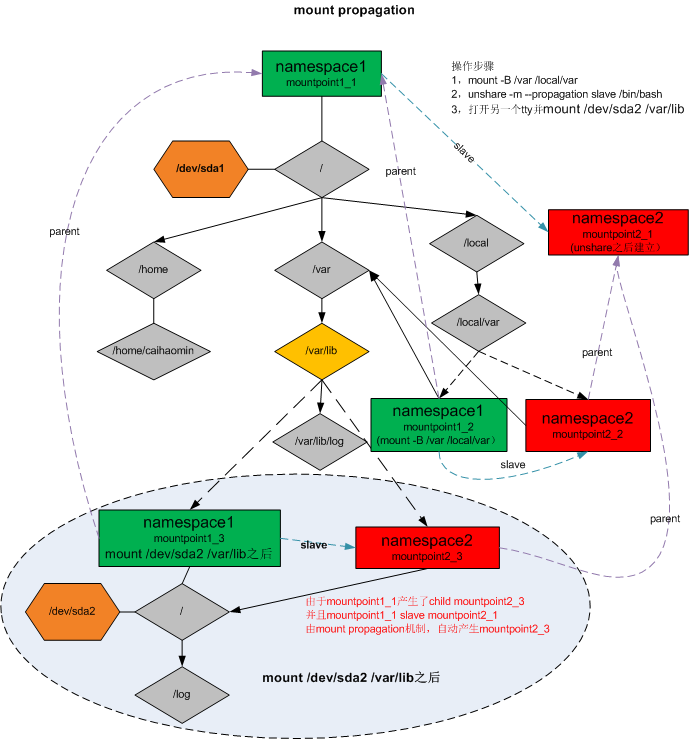 mount propagation
namespace1
mountpoint1_1
操作步骤
1，mount -B /var /local/var
2，unshare -m --propagation slave /bin/bash
3，打开另一个tty并mount /dev/sda2 /var/lib
slave
parent
/dev/sda1
/
namespace2
mountpoint2_1
(unshare之后建立）
parent
/local
/home
/var
/local/var
/home/caihaomin
/var/lib
parent
namespace1
mountpoint1_2
(mount -B /var /local/var）
namespace2
mountpoint2_2
/var/lib/log
slave
namespace1
mountpoint1_3
mount /dev/sda2 /var/lib之后
slave
namespace2
mountpoint2_3
parent
/dev/sda2
/
由于mountpoint1_1产生了child mountpoint2_3
并且mountpoint1_1 slave mountpoint2_1
由mount propagation机制，自动产生mountpoint2_3
mount /dev/sda2 /var/lib之后
/log